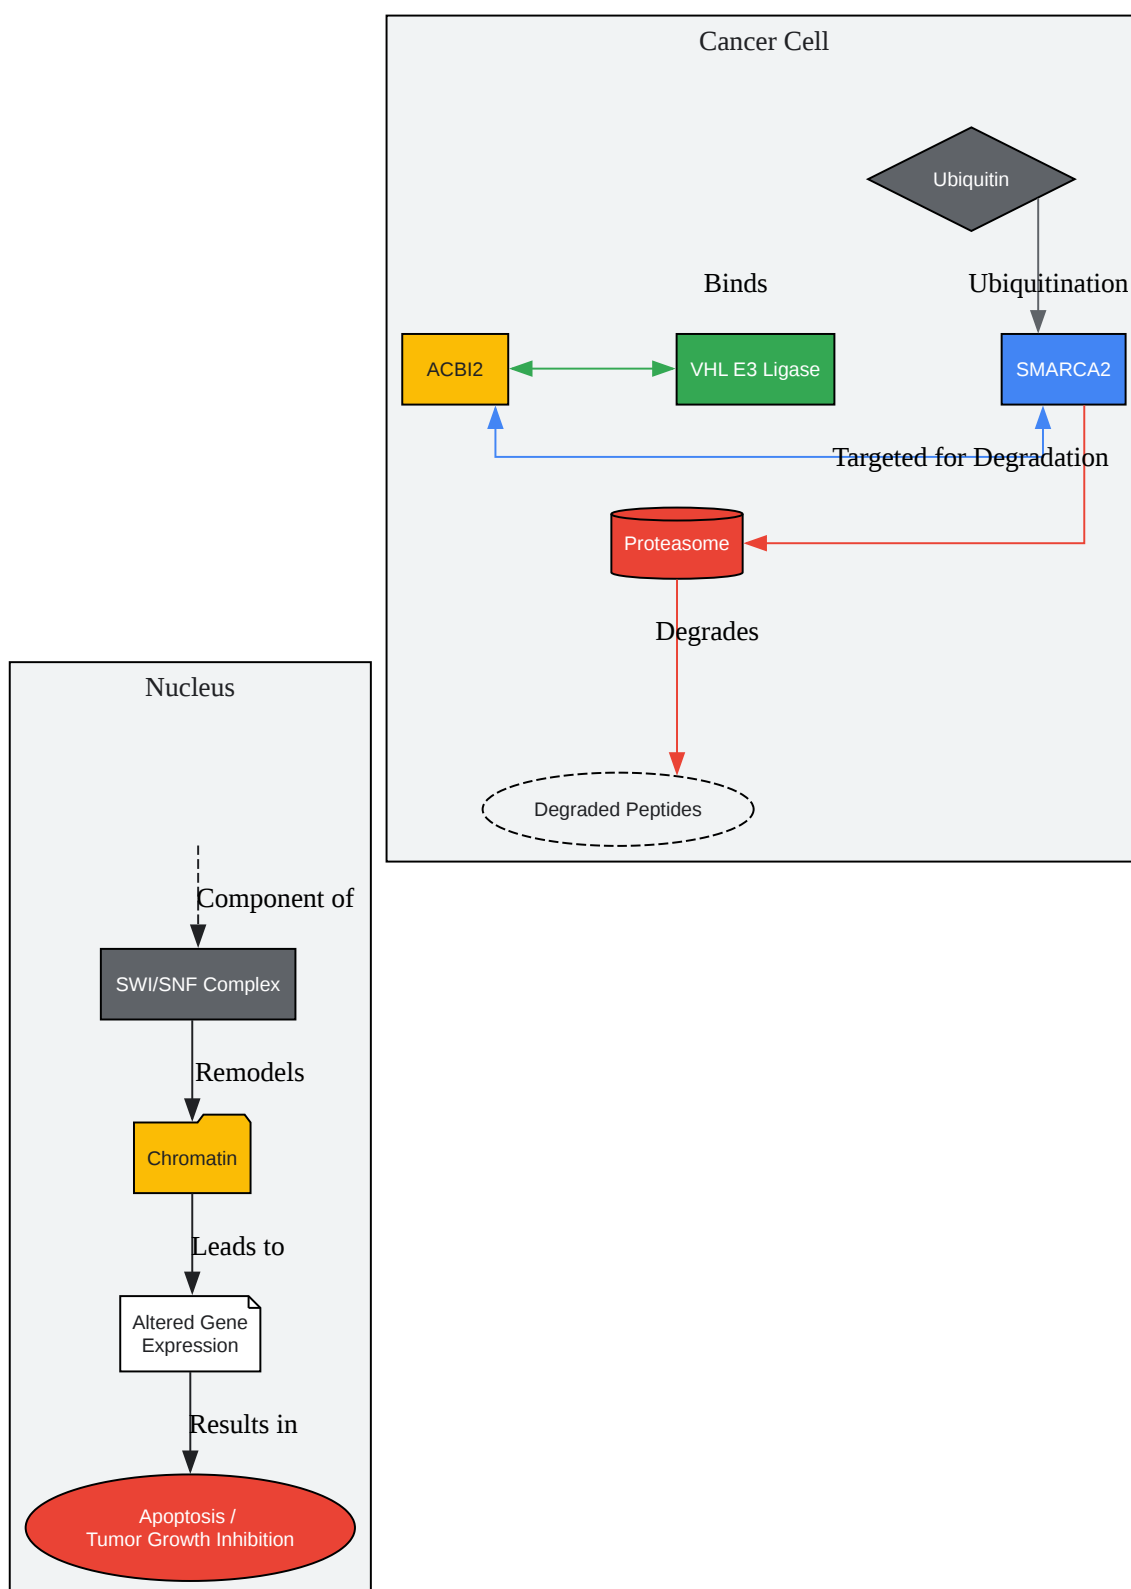 Cancer Cell
Ubiquitin
Binds
Ubiquitination
ACBI2
VHL E3 Ligase
SMARCA2
Targeted for Degradation
Proteasome
Degrades
Degraded Peptides
Nucleus
Component of
SWI/SNF Complex
Remodels
Chromatin
Leads to
Altered Gene
Expression
Results in
Apoptosis /
Tumor Growth Inhibition